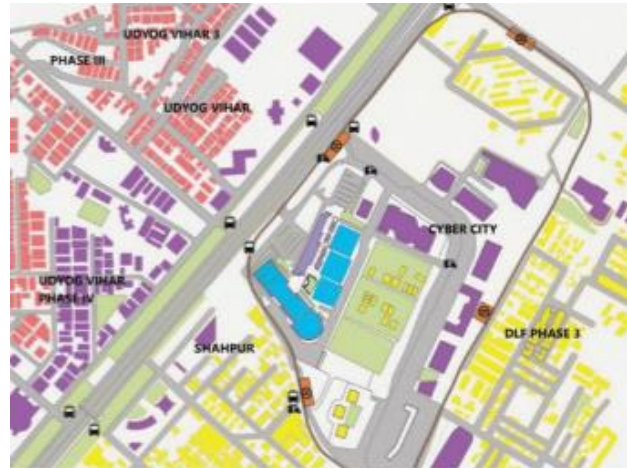 UDYOG VIHAR 3
PHASE III
UDYOG VIHAR
CYBER CITY
UDYOG VIHAR
PHASE IV
DLF PHASE 3
SHAHPUR